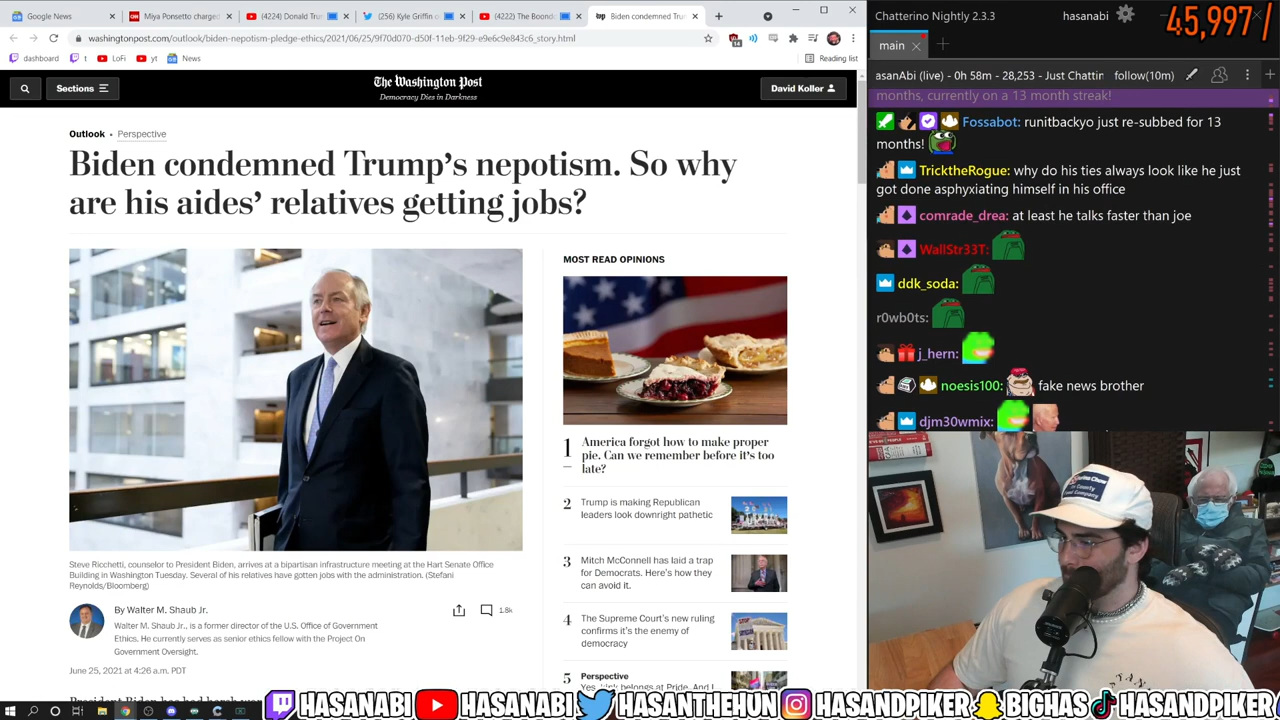 Google News
Miya Ponsetto charged
(4224) Donald Trum
(256) Kyle Griffin o
(4222) The Boond
Biden condemned Tru
washingtonpost.com/outlook/biden-nepotism-pledge-ethics/2021/06/25/9f70d070-d50f-11eb-9f29-e9e6c9e843c6_story.html
14
dashboard
t
LoFi
yt
News
Reading list
Sections
The Washington Post
Democracy Dies in Darkness
David Koller
Outlook • Perspective
Biden condemned Trump's nepotism. So why
are his aides' relatives getting jobs?
Steve Ricchetti, counselor to President Biden, arrives at a bipartisan infrastructure meeting at the Hart Senate Office
Building in Washington Tuesday. Several of his relatives have gotten jobs with the administration. (Stefani
Reynolds/Bloomberg)
By Walter M. Shaub Jr.
1.8k
Walter M. Shaub Jr., is a former director of the U.S. Office of Government
Ethics. He currently serves as senior ethics fellow with the Project On
Government Oversight.
June 25, 2021 at 4:26 a.m. PDT
MOST READ OPINIONS
1
America forgot how to make proper
pie. Can we remember before it's too
late?
2
Trump is making Republican
leaders look downright pathetic
3
Mitch McConnell has laid a trap
for Democrats. Here's how they
can avoid it.
4
The Supreme Court's new ruling
confirms it's the enemy of
democracy
5
Perspective
Chatterino Nightly 2.3.3
hasanabi
45,997 /
main
asanAbi (live) - 0h 58m - 28,253 - Just Chattin
follow(10m)
months, currently on a 13 month streak!
Fossabot: runitbackyo just re-subbed for 13
months!
TricktheRogue: why do his ties always look like he just
got done asphyxiating himself in his office
comrade_drea: at least he talks faster than joe
WallStr33T:
ddk_soda:
r0wb0ts:
j_hern:
noesis100: fake news brother
djm30wmix:
HASANABI
HASANABI
HASANTHEHUN
HASANDPIKER
BIGHAS
HASANDPIKER